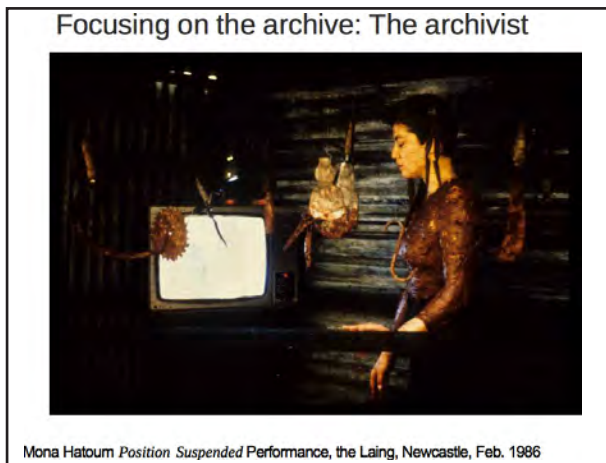 Focusing on the archive: The archivist
Mona Hatoum Position Suspended Performance, the Laing, Newcastle, Feb. 1986